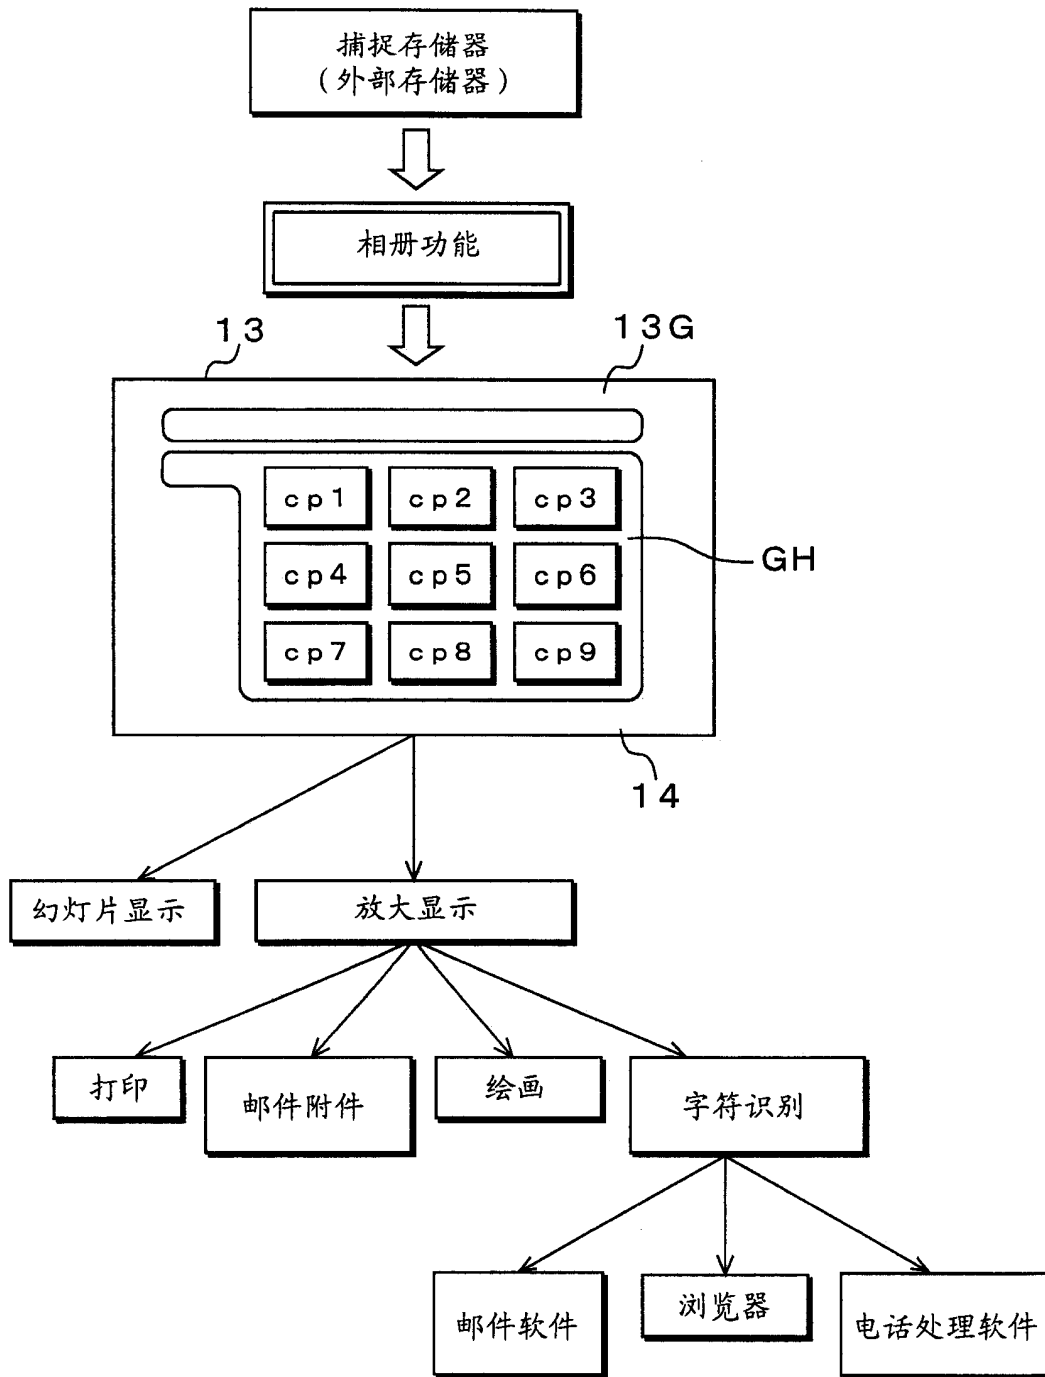 捕捉存储器
(外部存储器)
相册功能
13
13G
cp1
cp2
cp3
cp4
cp5
cp6
GH
cp7
cp8
cp9
14
幻灯片显示
放大显示
打印
邮件附件
绘画
字符识别
邮件软件
浏览器
电话处理软件